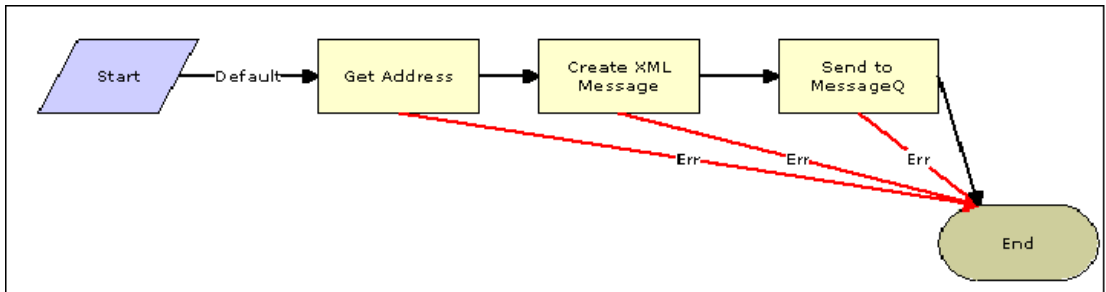 Start
Default
Get Address
Create XML
Message
Send to
MessageQ
Err
Err
Err
End